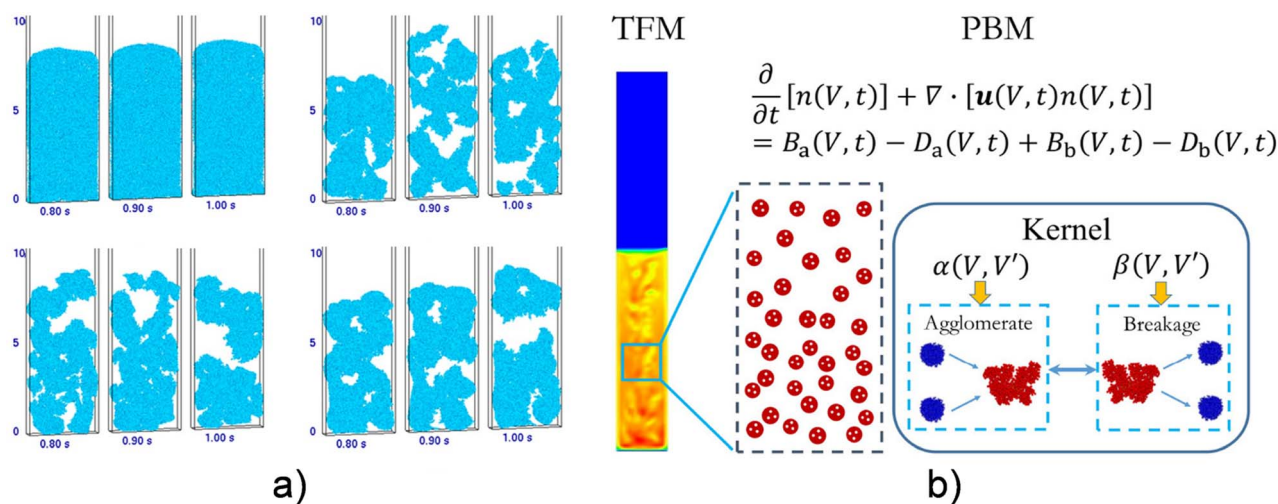 10
5
0
0.80 s
0.90 s
1.00 s
10
5
0
0.80 s
0.90 s
1.00 s
10
5
0
0.80 s
0.90 s
1.00 s
10
5
0
0.80 s
0.90 s
1.00 s
a)
TFM
PBM
∂/∂t [n(V, t)] + ∇ · [u(V, t)n(V, t)]
= Bₐ(V, t) − Dₐ(V, t) + B_b(V, t) − D_b(V, t)
Kernel
α(V, V′)
β(V, V′)
Agglomerate
Breakage
b)